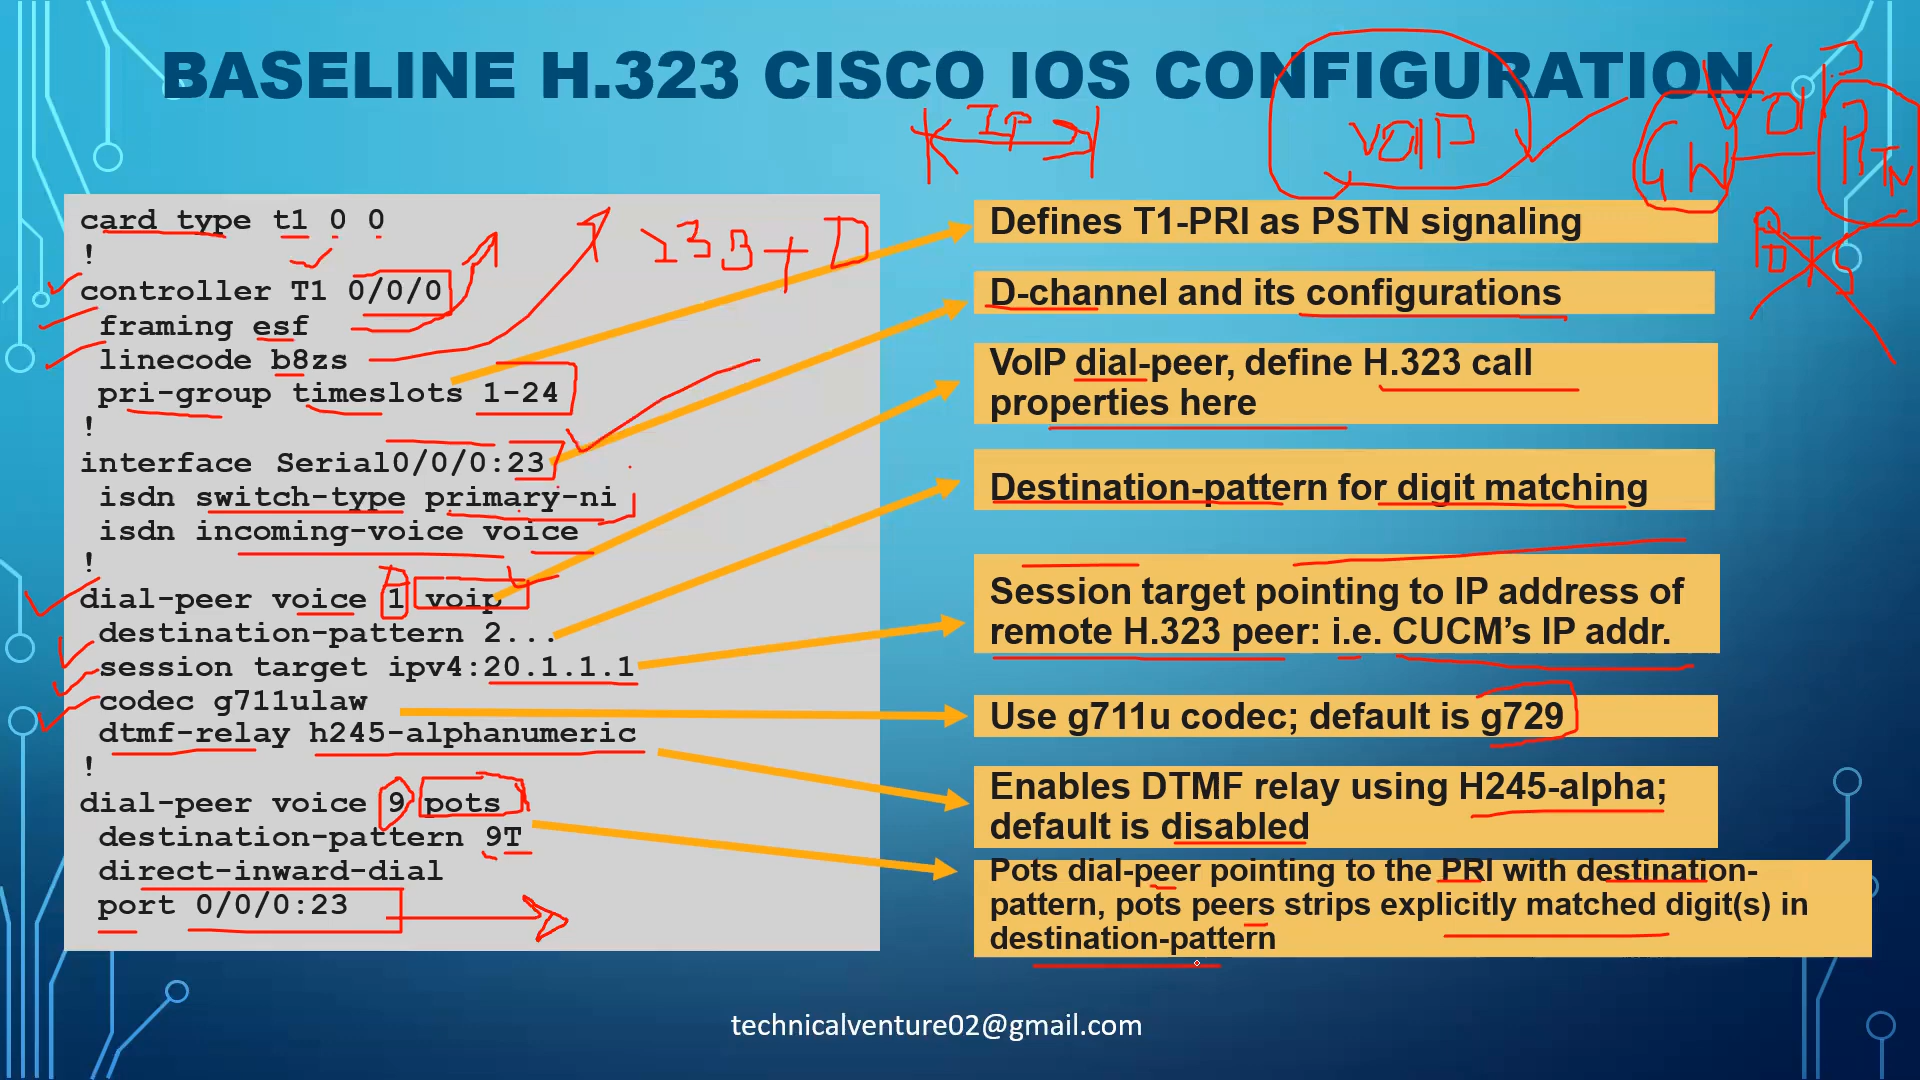 BASELINE H.323 CISCO IOS CONFIGURATION
IP
VOIP
GW
PSTN
23B+D
card type t1 0 0
!
controller T1 0/0/0
framing esf
linecode b8zs
pri-group timeslots 1-24
!
interface Serial0/0/0:23
isdn switch-type primary-ni
isdn incoming-voice voice
!
dial-peer voice 1 voip
destination-pattern 2...
session target ipv4:20.1.1.1
codec g711ulaw
dtmf-relay h245-alphanumeric
!
dial-peer voice 9 pots
destination-pattern 9T
direct-inward-dial
port 0/0/0:23
Defines T1-PRI as PSTN signaling
D-channel and its configurations
VoIP dial-peer, define H.323 call
properties here
Destination-pattern for digit matching
Session target pointing to IP address of
remote H.323 peer: i.e. CUCM’s IP addr.
Use g711u codec; default is g729
Enables DTMF relay using H245-alpha;
default is disabled
Pots dial-peer pointing to the PRI with destination-
pattern, pots peers strips explicitly matched digit(s) in
destination-pattern
technicalventure02@gmail.com